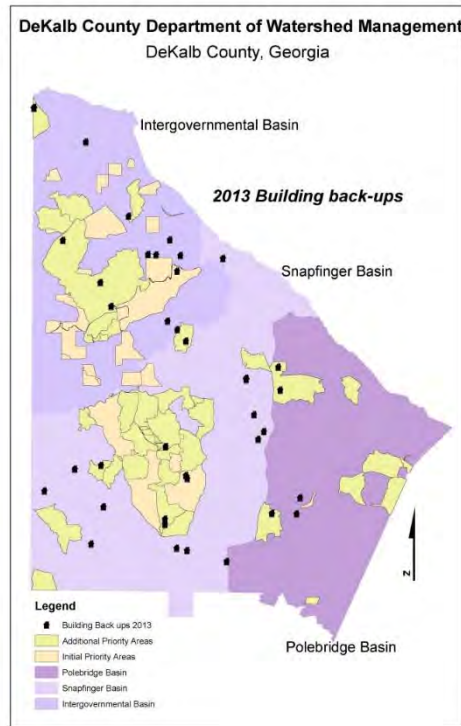 DeKalb County Department of Watershed Management
DeKalb County, Georgia
Intergovernmental Basin
2013 Building back-ups
Snapfinger Basin
N
Polebridge Basin
Legend
Building Back ups 2013
Additional Priority Areas
Initial Priority Areas
Polebridge Basin
Snapfinger Basin
Intergovernmental Basin